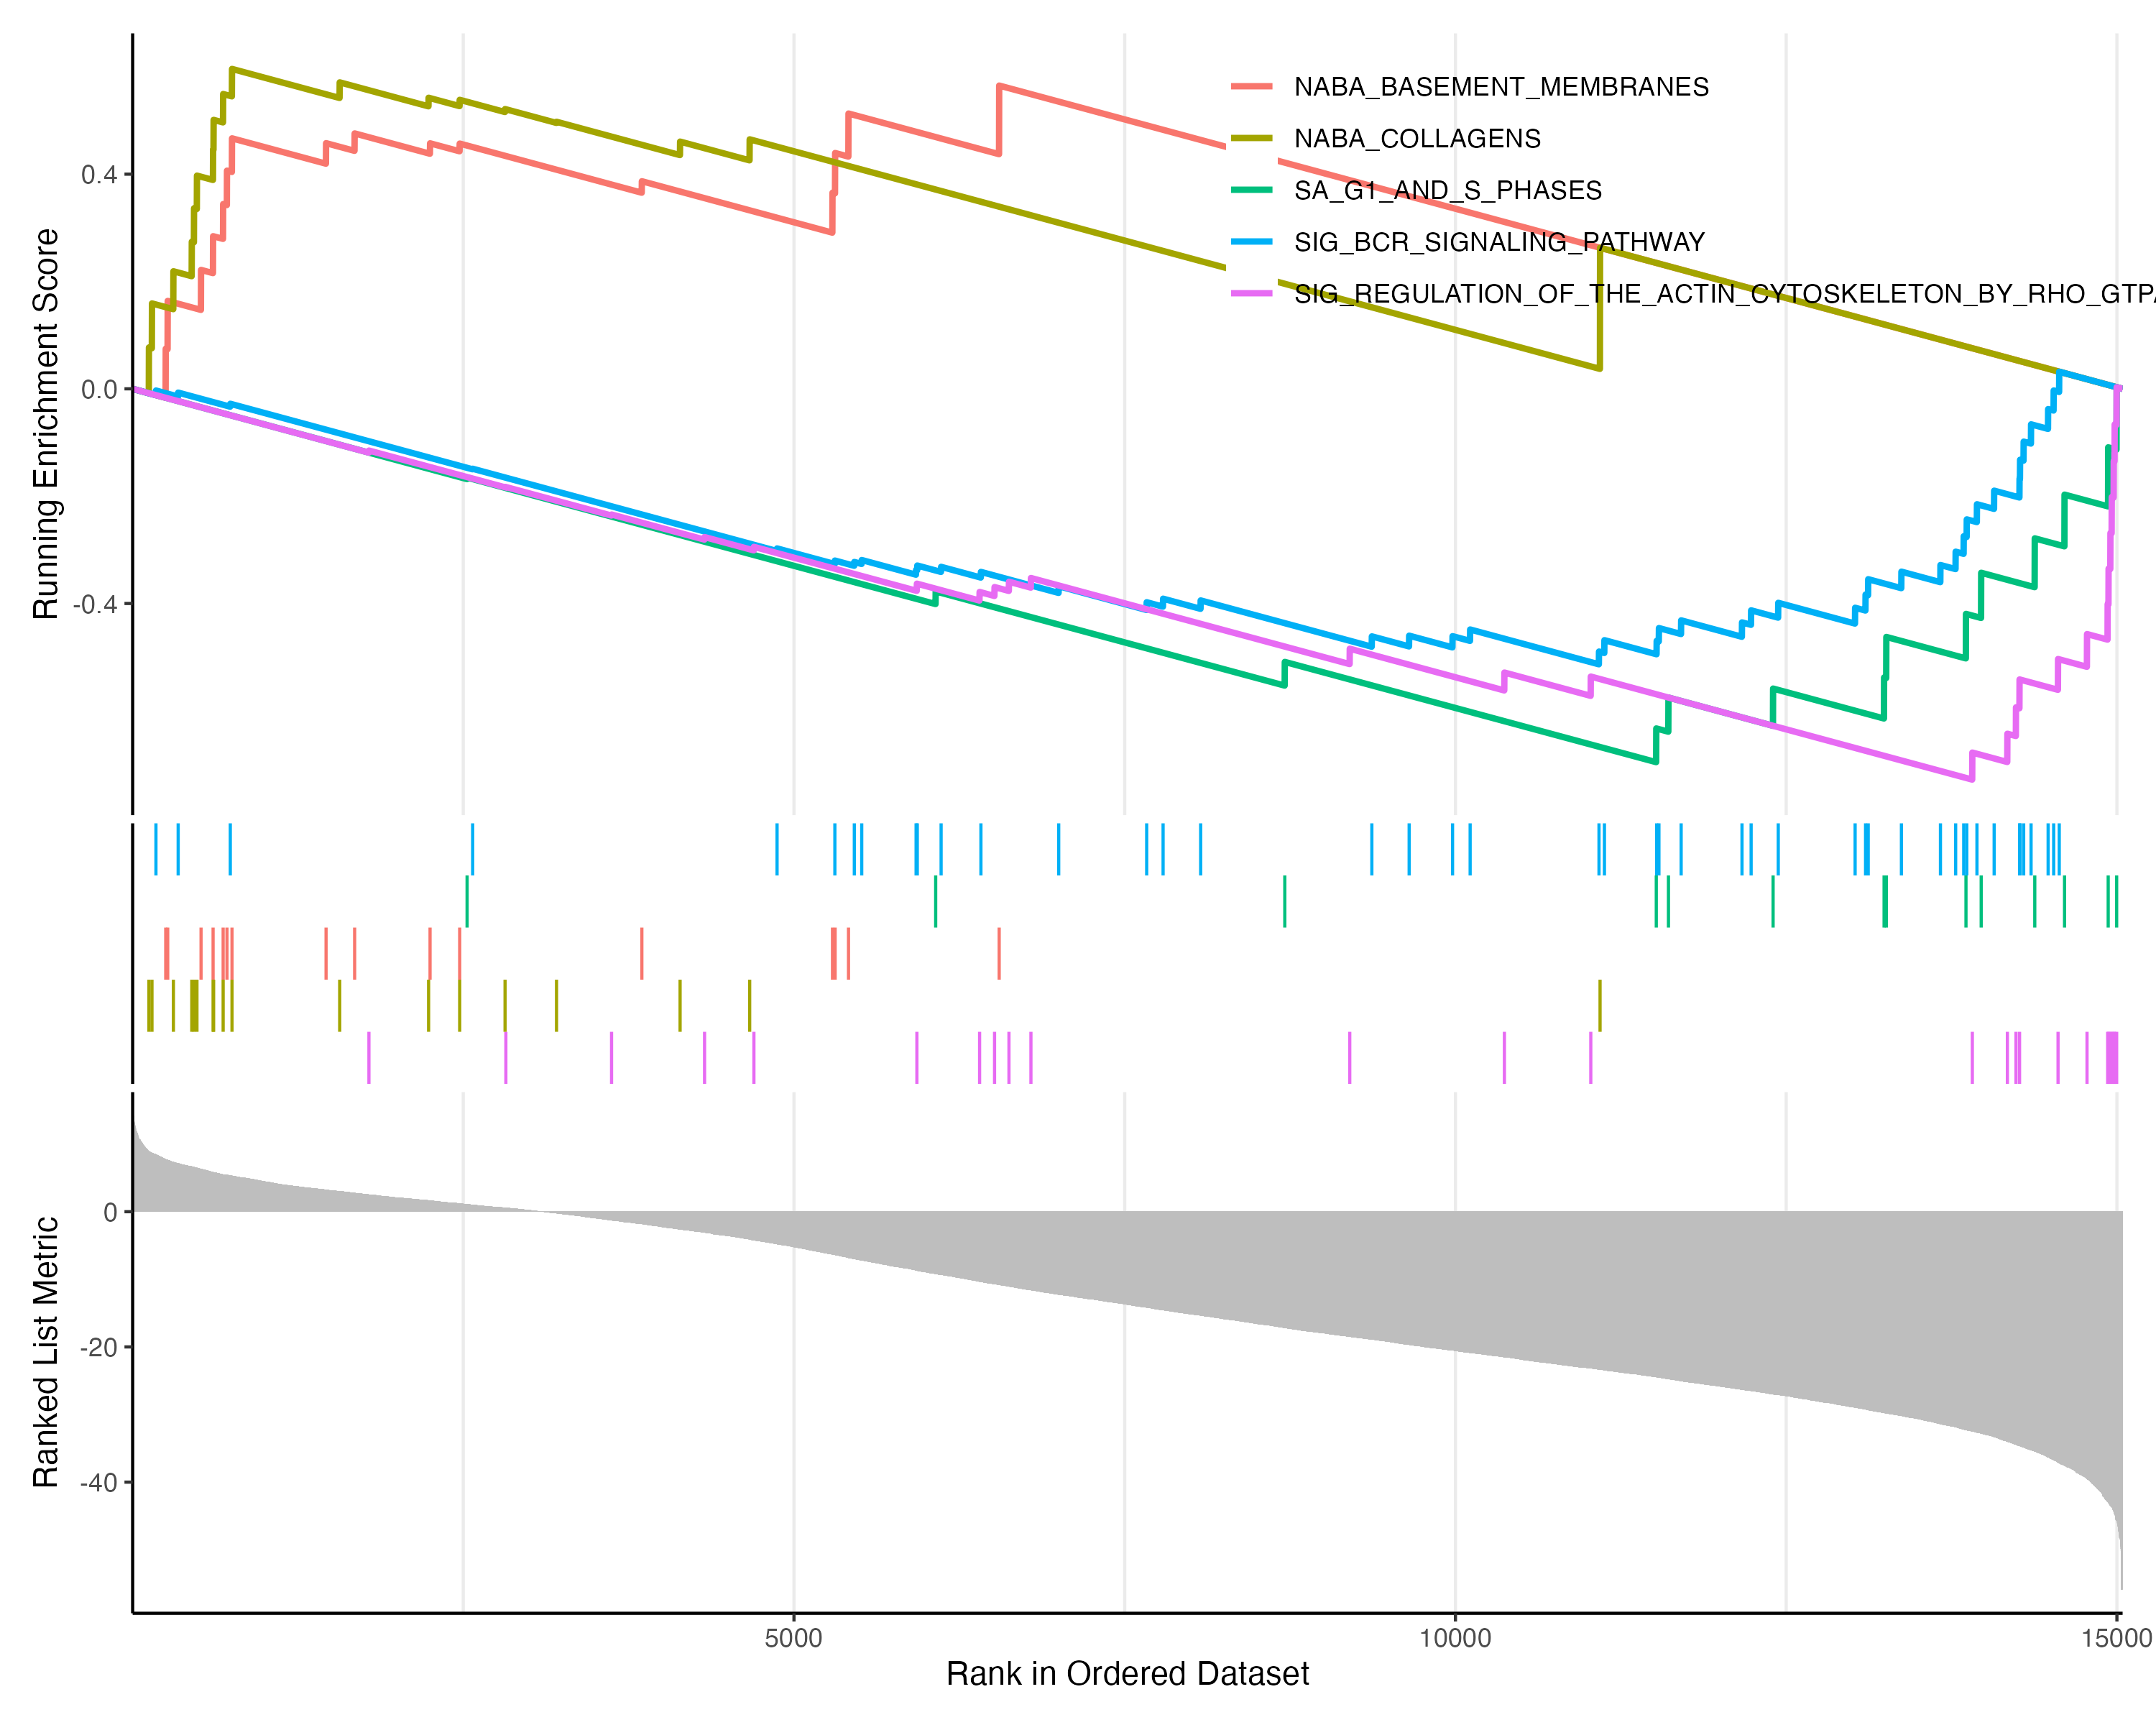 NABA_BASEMENT_MEMBRANES
NABA_COLLAGENS
SA_G1_AND_S_PHASES
SIG_BCR_SIGNALING_PATHWAY
SIG_REGULATION_OF_THE_ACTIN_CYTOSKELETON_BY_RHO_GTP
Running Enrichment Score
0.4
0.0
-0.4
Ranked List Metric
0
-20
-40
5000
10000
15000
Rank in Ordered Dataset